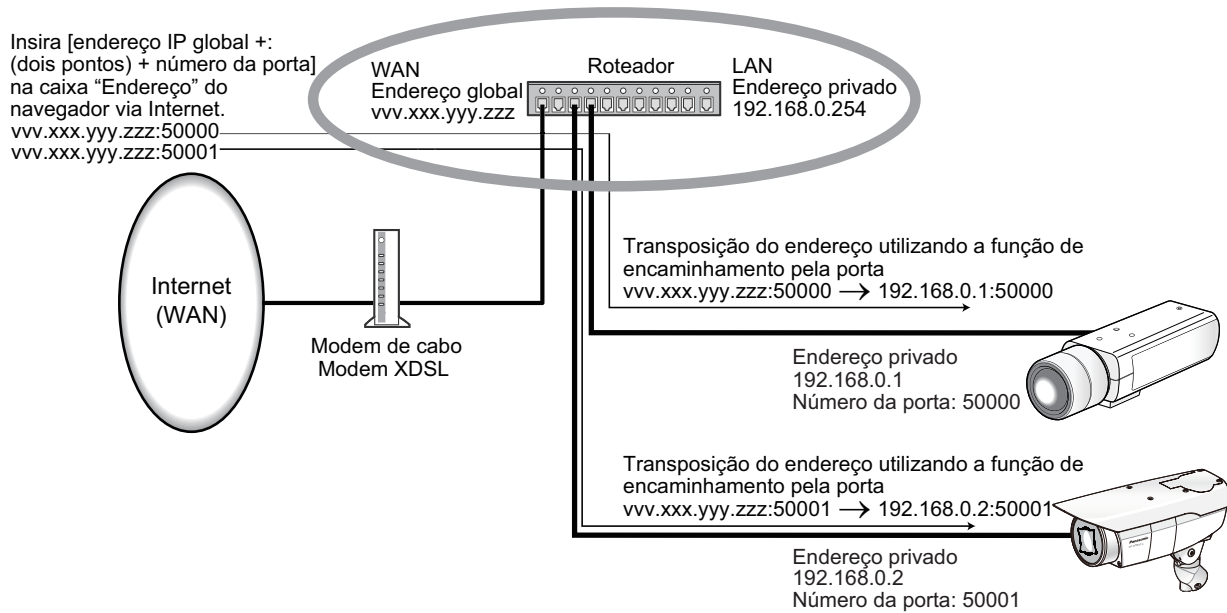 Insira [endereço IP global +:
(dois pontos) + número da porta]
na caixa “Endereço” do
navegador via Internet.
vvv.xxx.yyy.zzz:50000
vvv.xxx.yyy.zzz:50001
WAN
Endereço global
vvv.xxx.yyy.zzz
Roteador
LAN
Endereço privado
192.168.0.254
Internet
(WAN)
Modem de cabo
Modem XDSL
Transposição do endereço utilizando a função de
encaminhamento pela porta
vvv.xxx.yyy.zzz:50000 → 192.168.0.1:50000
Endereço privado
192.168.0.1
Número da porta: 50000
Transposição do endereço utilizando a função de
encaminhamento pela porta
vvv.xxx.yyy.zzz:50001 → 192.168.0.2:50001
Panasonic
Endereço privado
192.168.0.2
Número da porta: 50001